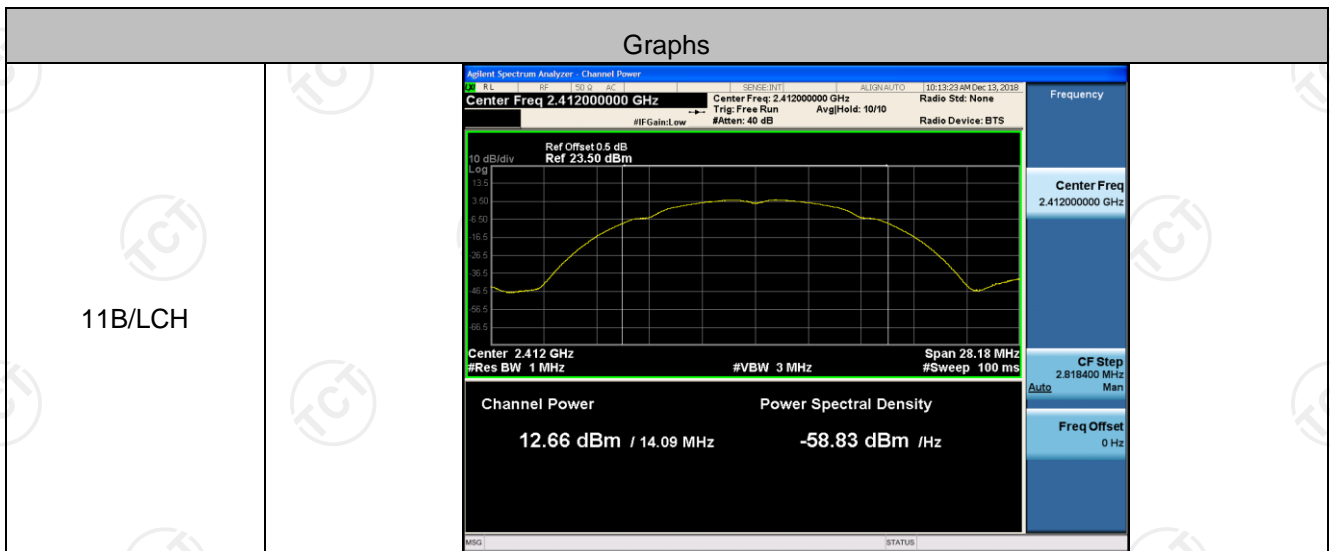 Graphs
11B/LCH
Agilent Spectrum Analyzer - Channel Power
RL RF 50 Ω AC SENSE:INT ALIGNAUTO 10:13:23 AM Dec 13, 2018
Center Freq 2.412000000 GHz
#IFGain:Low
Center Freq: 2.412000000 GHz
Trig: Free Run Avg|Hold: 10/10
#Atten: 40 dB
Radio Std: None
Radio Device: BTS
Frequency
Ref Offset 0.5 dB
10 dB/div Ref 23.50 dBm
Log
13.5
3.50
-6.50
-16.5
-26.5
-36.5
-46.5
-56.5
-66.5
Center 2.412 GHz Span 28.18 MHz
#Res BW 1 MHz #VBW 3 MHz #Sweep 100 ms
Channel Power Power Spectral Density
12.66 dBm / 14.09 MHz -58.83 dBm /Hz
Center Freq
2.412000000 GHz
CF Step
2.818400 MHz
Auto Man
Freq Offset
0 Hz
MSG STATUS
TCT
TCT
TCT
TCT